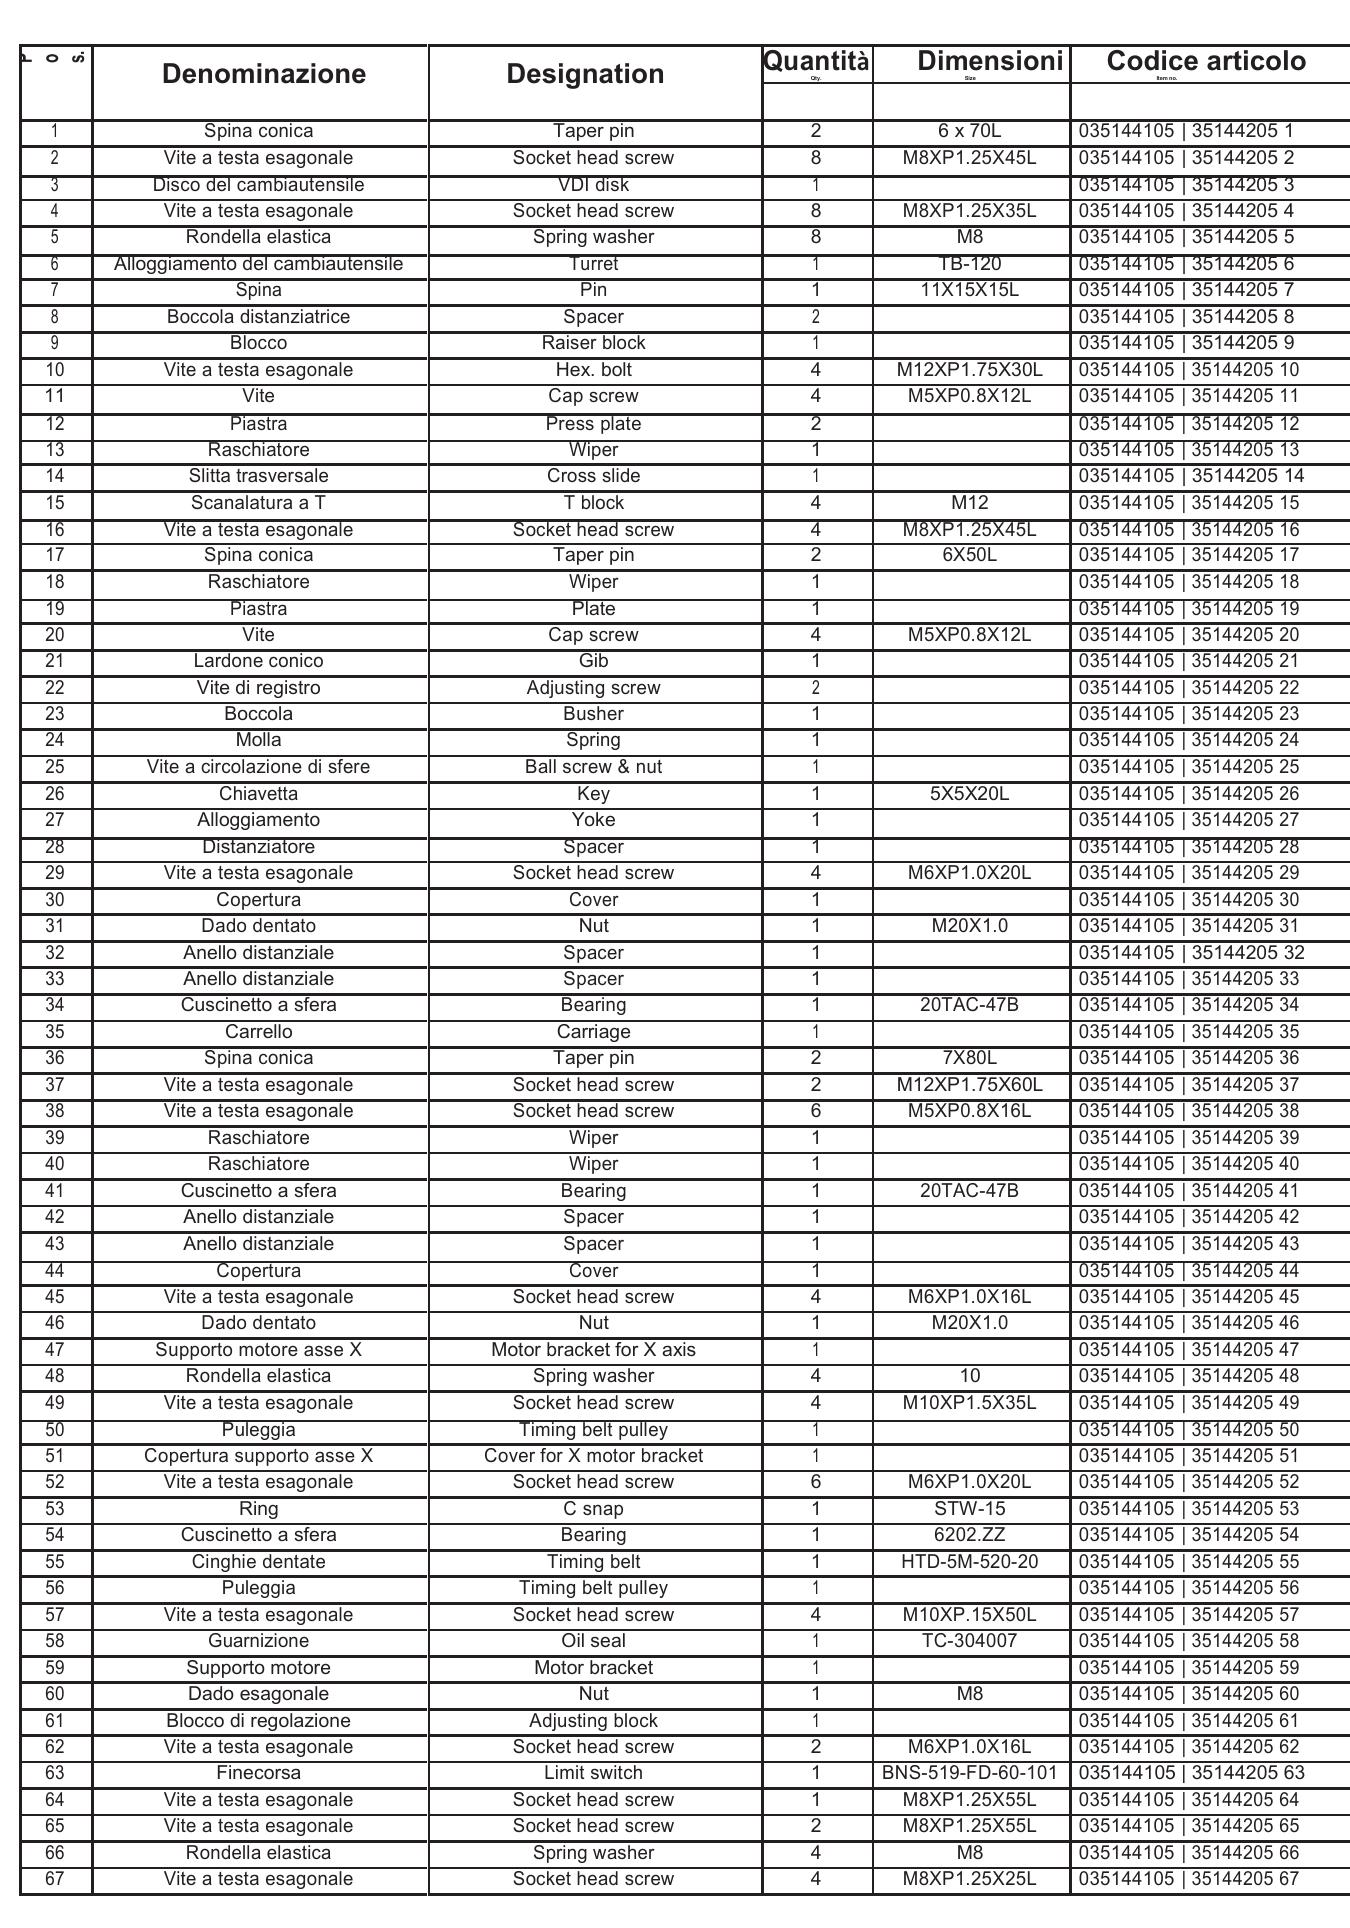 Pos. Denominazione Designation Quantità Dimensioni Codice articolo
Qty. Size Item no.
1 Spina conica Taper pin 2 6 x 70L 035144105 | 35144205 1
2 Vite a testa esagonale Socket head screw 8 M8XP1.25X45L 035144105 | 35144205 2
3 Disco del cambiautensile VDI disk 1 035144105 | 35144205 3
4 Vite a testa esagonale Socket head screw 8 M8XP1.25X35L 035144105 | 35144205 4
5 Rondella elastica Spring washer 8 M8 035144105 | 35144205 5
6 Alloggiamento del cambiautensile Turret 1 TB-120 035144105 | 35144205 6
7 Spina Pin 1 11X15X15L 035144105 | 35144205 7
8 Boccola distanziatrice Spacer 2 035144105 | 35144205 8
9 Blocco Raiser block 1 035144105 | 35144205 9
10 Vite a testa esagonale Hex. bolt 4 M12XP1.75X30L 035144105 | 35144205 10
11 Vite Cap screw 4 M5XP0.8X12L 035144105 | 35144205 11
12 Piastra Press plate 2 035144105 | 35144205 12
13 Raschiatore Wiper 1 035144105 | 35144205 13
14 Slitta trasversale Cross slide 1 035144105 | 35144205 14
15 Scanalatura a T T block 4 M12 035144105 | 35144205 15
16 Vite a testa esagonale Socket head screw 4 M8XP1.25X45L 035144105 | 35144205 16
17 Spina conica Taper pin 2 6X50L 035144105 | 35144205 17
18 Raschiatore Wiper 1 035144105 | 35144205 18
19 Piastra Plate 1 035144105 | 35144205 19
20 Vite Cap screw 4 M5XP0.8X12L 035144105 | 35144205 20
21 Lardone conico Gib 1 035144105 | 35144205 21
22 Vite di registro Adjusting screw 2 035144105 | 35144205 22
23 Boccola Busher 1 035144105 | 35144205 23
24 Molla Spring 1 035144105 | 35144205 24
25 Vite a circolazione di sfere Ball screw & nut 1 035144105 | 35144205 25
26 Chiavetta Key 1 5X5X20L 035144105 | 35144205 26
27 Alloggiamento Yoke 1 035144105 | 35144205 27
28 Distanziatore Spacer 1 035144105 | 35144205 28
29 Vite a testa esagonale Socket head screw 4 M6XP1.0X20L 035144105 | 35144205 29
30 Copertura Cover 1 035144105 | 35144205 30
31 Dado dentato Nut 1 M20X1.0 035144105 | 35144205 31
32 Anello distanziale Spacer 1 035144105 | 35144205 32
33 Anello distanziale Spacer 1 035144105 | 35144205 33
34 Cuscinetto a sfera Bearing 1 20TAC-47B 035144105 | 35144205 34
35 Carrello Carriage 1 035144105 | 35144205 35
36 Spina conica Taper pin 2 7X80L 035144105 | 35144205 36
37 Vite a testa esagonale Socket head screw 2 M12XP1.75X60L 035144105 | 35144205 37
38 Vite a testa esagonale Socket head screw 6 M5XP0.8X16L 035144105 | 35144205 38
39 Raschiatore Wiper 1 035144105 | 35144205 39
40 Raschiatore Wiper 1 035144105 | 35144205 40
41 Cuscinetto a sfera Bearing 1 20TAC-47B 035144105 | 35144205 41
42 Anello distanziale Spacer 1 035144105 | 35144205 42
43 Anello distanziale Spacer 1 035144105 | 35144205 43
44 Copertura Cover 1 035144105 | 35144205 44
45 Vite a testa esagonale Socket head screw 4 M6XP1.0X16L 035144105 | 35144205 45
46 Dado dentato Nut 1 M20X1.0 035144105 | 35144205 46
47 Supporto motore asse X Motor bracket for X axis 1 035144105 | 35144205 47
48 Rondella elastica Spring washer 4 10 035144105 | 35144205 48
49 Vite a testa esagonale Socket head screw 4 M10XP1.5X35L 035144105 | 35144205 49
50 Puleggia Timing belt pulley 1 035144105 | 35144205 50
51 Copertura supporto asse X Cover for X motor bracket 1 035144105 | 35144205 51
52 Vite a testa esagonale Socket head screw 6 M6XP1.0X20L 035144105 | 35144205 52
53 Ring C snap 1 STW-15 035144105 | 35144205 53
54 Cuscinetto a sfera Bearing 1 6202.ZZ 035144105 | 35144205 54
55 Cinghie dentate Timing belt 1 HTD-5M-520-20 035144105 | 35144205 55
56 Puleggia Timing belt pulley 1 035144105 | 35144205 56
57 Vite a testa esagonale Socket head screw 4 M10XP.15X50L 035144105 | 35144205 57
58 Guarnizione Oil seal 1 TC-304007 035144105 | 35144205 58
59 Supporto motore Motor bracket 1 035144105 | 35144205 59
60 Dado esagonale Nut 1 M8 035144105 | 35144205 60
61 Blocco di regolazione Adjusting block 1 035144105 | 35144205 61
62 Vite a testa esagonale Socket head screw 2 M6XP1.0X16L 035144105 | 35144205 62
63 Finecorsa Limit switch 1 BNS-519-FD-60-101 035144105 | 35144205 63
64 Vite a testa esagonale Socket head screw 1 M8XP1.25X55L 035144105 | 35144205 64
65 Vite a testa esagonale Socket head screw 2 M8XP1.25X55L 035144105 | 35144205 65
66 Rondella elastica Spring washer 4 M8 035144105 | 35144205 66
67 Vite a testa esagonale Socket head screw 4 M8XP1.25X25L 035144105 | 35144205 67